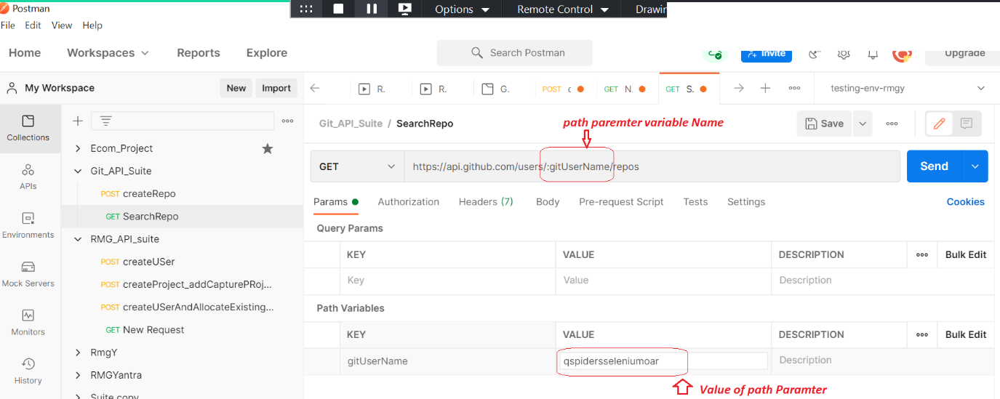 Postman
Options
Remote Control
File Edit View Help
Home Workspaces Reports Explore Search Postman Invite Upgrade
My Workspace New Import
R. R. G. POST GET N. GET S. testing-env-rmgy
Collections
APIs
Environments
Mock Servers
Monitors
History
Ecom_Project
Git_API_Suite
POST createRepo
GET SearchRepo
RMG_API_suite
POST createUSer
POST createProject_addCapturePRoj...
POST createUSerAndAllocateExisting...
GET New Request
RmgY
RMGYantra
Suite copy
Git_API_Suite / SearchRepo
path paremter variable Name
Save
GET https://api.github.com/users/:gitUserName/repos Send
Params Authorization Headers (7) Body Pre-request Script Tests Settings Cookies
Query Params
KEY VALUE DESCRIPTION Bulk Edit
Key Value Description
Path Variables
KEY VALUE DESCRIPTION Bulk Edit
gitUserName qspidersseleniumoar Description
Value of path Paramter